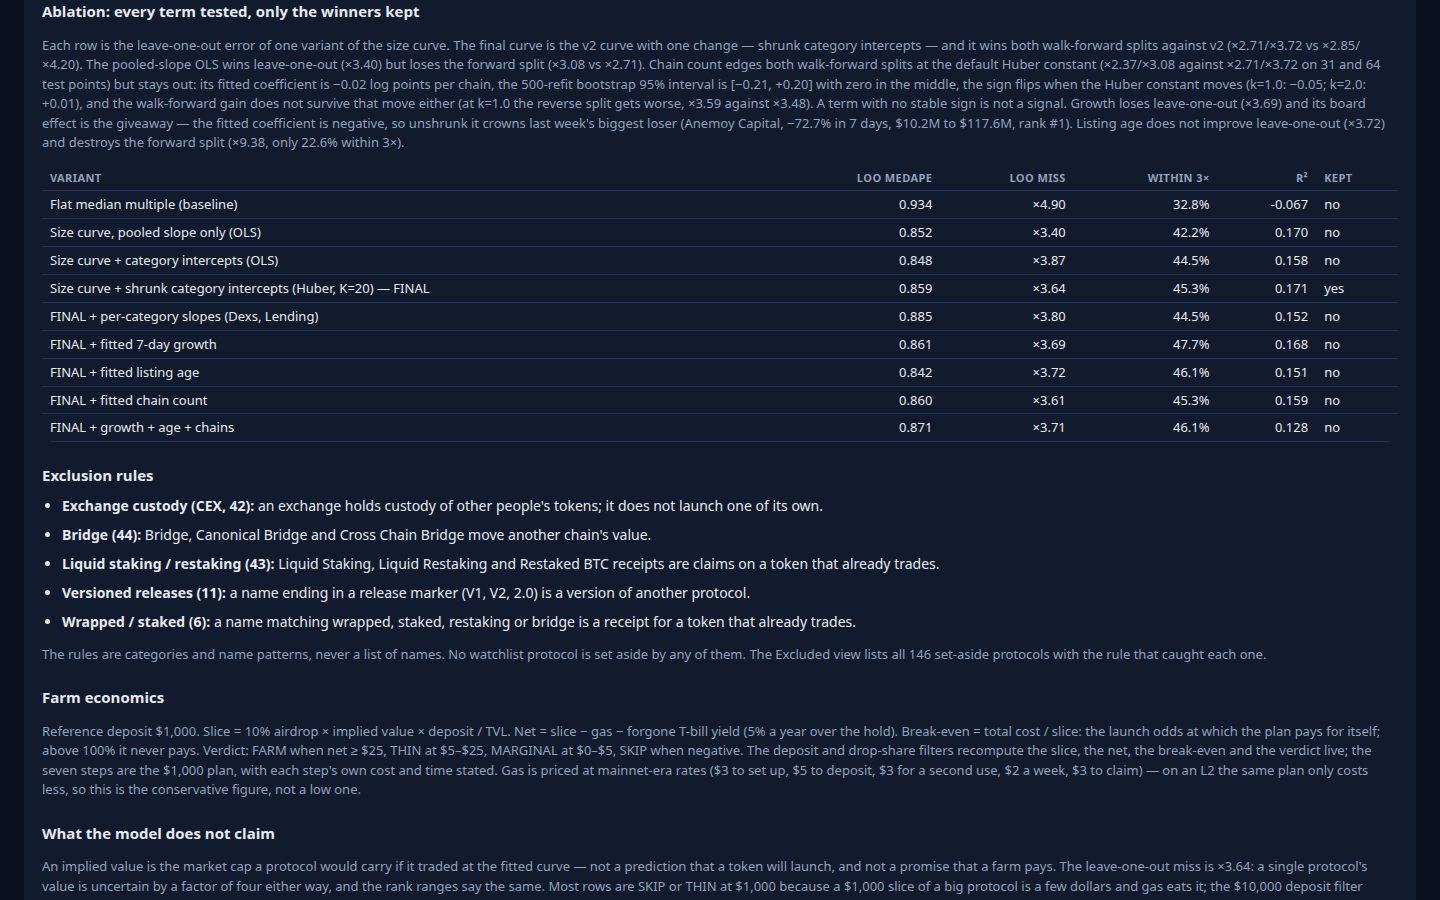 Ablation: every term tested, only the winners kept
Each row is the leave-one-out error of one variant of the size curve. The final curve is the v2 curve with one change — shrunk category intercepts — and it wins both walk-forward splits against v2 (×2.71/×3.72 vs ×2.85/
×4.20). The pooled-slope OLS wins leave-one-out (×3.40) but loses the forward split (×3.08 vs ×2.71). Chain count edges both walk-forward splits at the default Huber constant (×2.37/×3.08 against ×2.71/×3.72 on 31 and 64
test points) but stays out: its fitted coefficient is −0.02 log points per chain, the 500-refit bootstrap 95% interval is [−0.21, +0.20] with zero in the middle, the sign flips when the Huber constant moves (k=1.0: −0.05; k=2.0:
+0.01), and the walk-forward gain does not survive that move either (at k=1.0 the reverse split gets worse, ×3.59 against ×3.48). A term with no stable sign is not a signal. Growth loses leave-one-out (×3.69) and its board
effect is the giveaway — the fitted coefficient is negative, so unshrunk it crowns last week's biggest loser (Anemoy Capital, −72.7% in 7 days, $10.2M to $117.6M, rank #1). Listing age does not improve leave-one-out (×3.72)
and destroys the forward split (×9.38, only 22.6% within 3×).
VARIANT LOO MEDAPE LOO MISS WITHIN 3× R² KEPT
Flat median multiple (baseline) 0.934 ×4.90 32.8% -0.067 no
Size curve, pooled slope only (OLS) 0.852 ×3.40 42.2% 0.170 no
Size curve + category intercepts (OLS) 0.848 ×3.87 44.5% 0.158 no
Size curve + shrunk category intercepts (Huber, K=20) — FINAL 0.859 ×3.64 45.3% 0.171 yes
FINAL + per-category slopes (Dexs, Lending) 0.885 ×3.80 44.5% 0.152 no
FINAL + fitted 7-day growth 0.861 ×3.69 47.7% 0.168 no
FINAL + fitted listing age 0.842 ×3.72 46.1% 0.151 no
FINAL + fitted chain count 0.860 ×3.61 45.3% 0.159 no
FINAL + growth + age + chains 0.871 ×3.71 46.1% 0.128 no
Exclusion rules
• Exchange custody (CEX, 42): an exchange holds custody of other people's tokens; it does not launch one of its own.
• Bridge (44): Bridge, Canonical Bridge and Cross Chain Bridge move another chain's value.
• Liquid staking / restaking (43): Liquid Staking, Liquid Restaking and Restaked BTC receipts are claims on a token that already trades.
• Versioned releases (11): a name ending in a release marker (V1, V2, 2.0) is a version of another protocol.
• Wrapped / staked (6): a name matching wrapped, staked, restaking or bridge is a receipt for a token that already trades.
The rules are categories and name patterns, never a list of names. No watchlist protocol is set aside by any of them. The Excluded view lists all 146 set-aside protocols with the rule that caught each one.
Farm economics
Reference deposit $1,000. Slice = 10% airdrop × implied value × deposit / TVL. Net = slice − gas − forgone T-bill yield (5% a year over the hold). Break-even = total cost / slice: the launch odds at which the plan pays for itself;
above 100% it never pays. Verdict: FARM when net ≥ $25, THIN at $5–$25, MARGINAL at $0–$5, SKIP when negative. The deposit and drop-share filters recompute the slice, the net, the break-even and the verdict live; the
seven steps are the $1,000 plan, with each step's own cost and time stated. Gas is priced at mainnet-era rates ($3 to set up, $5 to deposit, $3 for a second use, $2 a week, $3 to claim) — on an L2 the same plan only costs
less, so this is the conservative figure, not a low one.
What the model does not claim
An implied value is the market cap a protocol would carry if it traded at the fitted curve — not a prediction that a token will launch, and not a promise that a farm pays. The leave-one-out miss is ×3.64: a single protocol's
value is uncertain by a factor of four either way, and the rank ranges say the same. Most rows are SKIP or THIN at $1,000 because a $1,000 slice of a big protocol is a few dollars and gas eats it; the $10,000 deposit filter